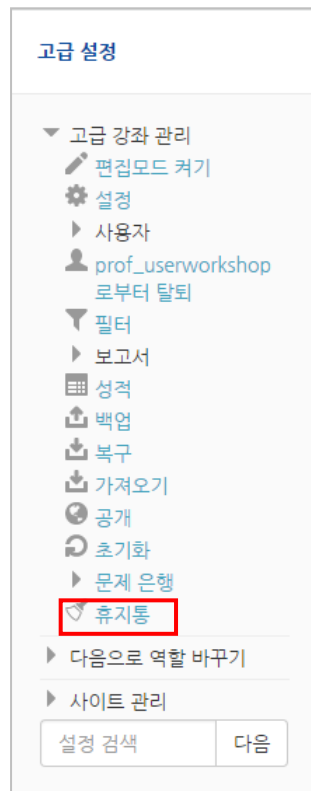 고급 설정
고급 강좌 관리
편집모드 켜기
설정
사용자
prof_userworkshop
로부터 탈퇴
필터
보고서
성적
백업
복구
가져오기
공개
초기화
문제 은행
휴지통
다음으로 역할 바꾸기
사이트 관리
설정 검색 다음